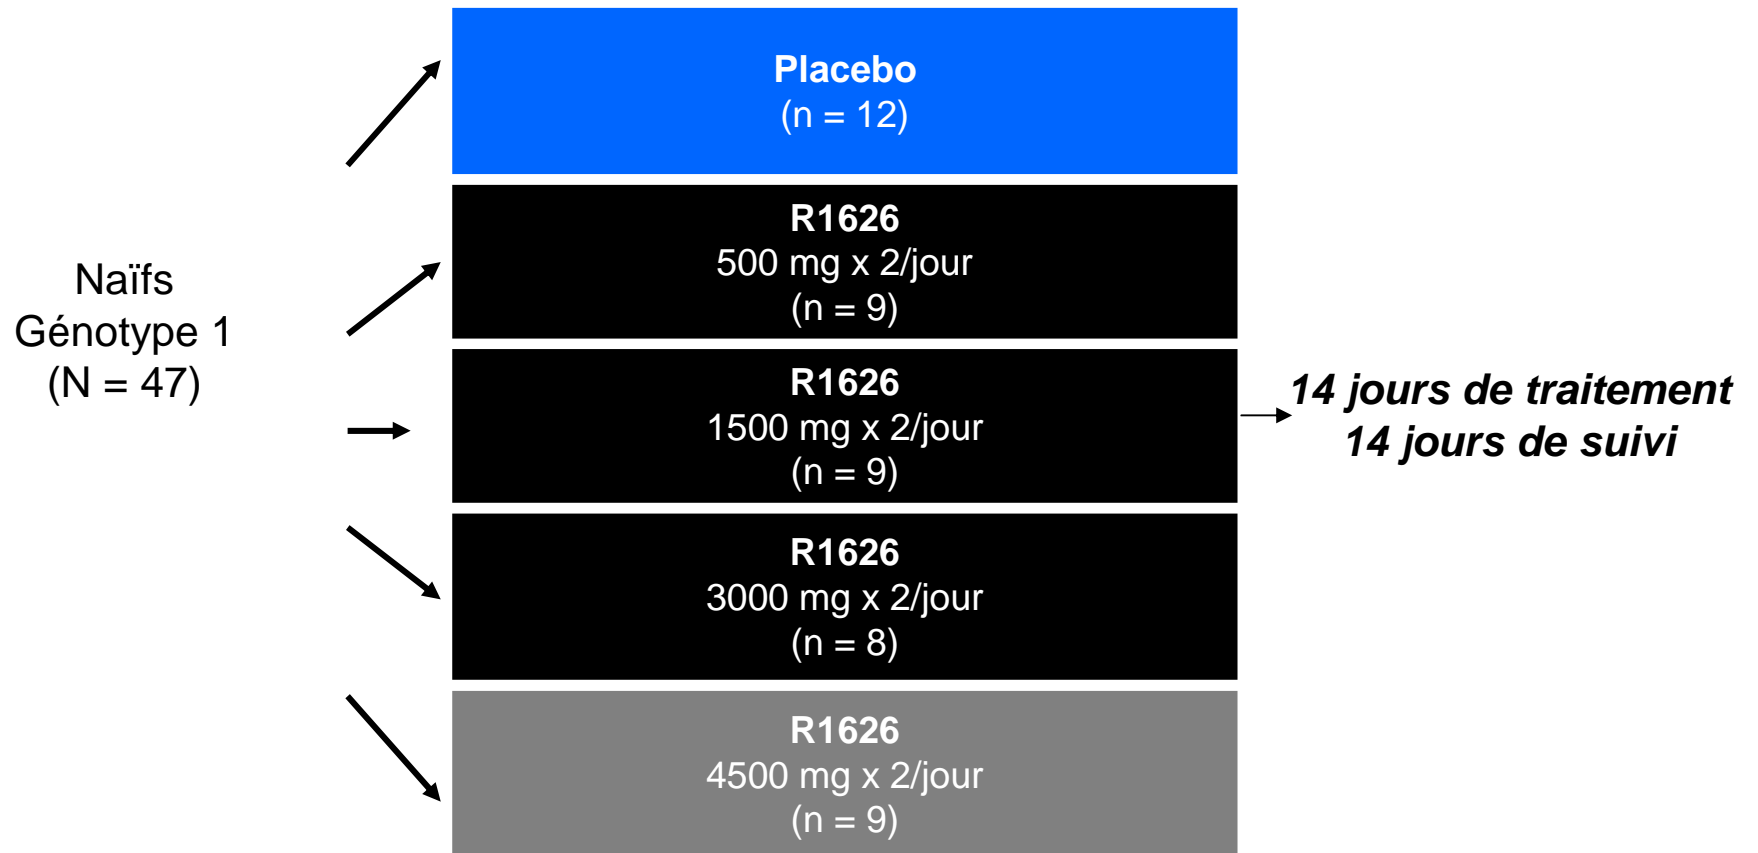 Naïfs
Génotype 1
(N = 47)
Placebo
(n = 12)
R1626
500 mg x 2/jour
(n = 9)
R1626
1500 mg x 2/jour
(n = 9)
R1626
3000 mg x 2/jour
(n = 8)
R1626
4500 mg x 2/jour
(n = 9)
14 jours de traitement
14 jours de suivi